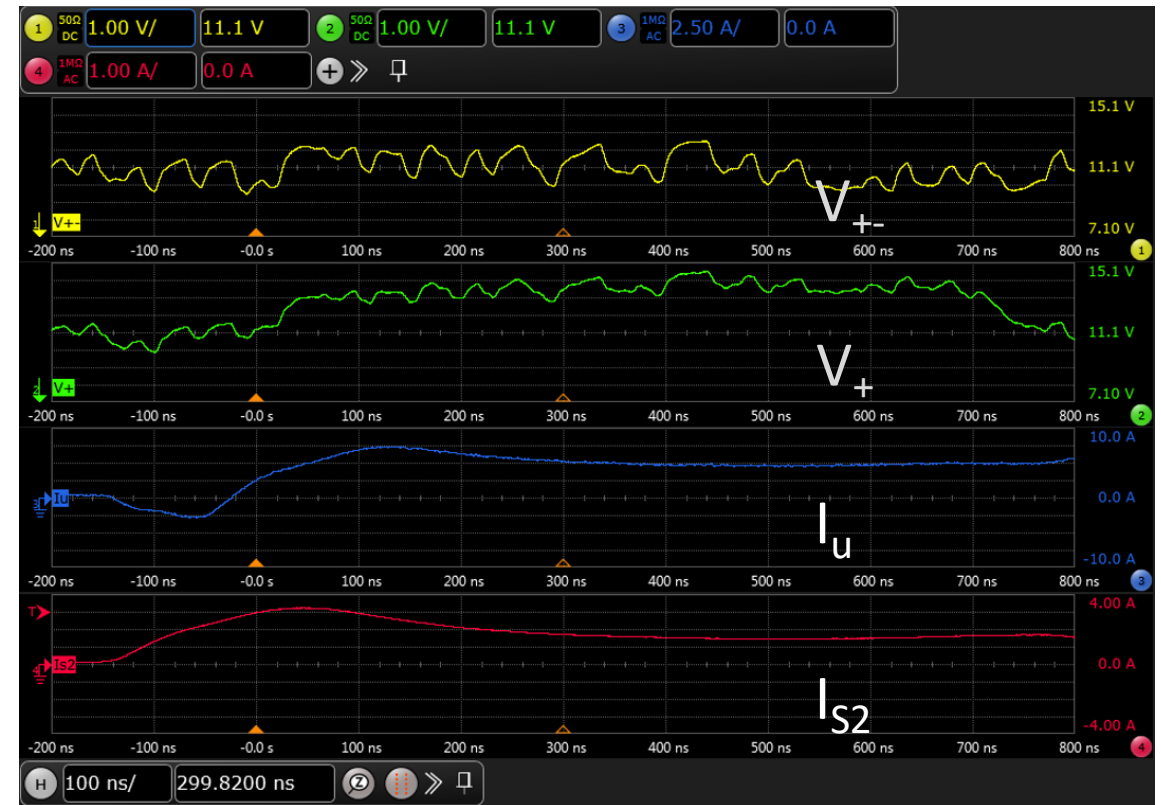 1 50Ω DC 1.00 V/ 11.1 V 2 50Ω DC 1.00 V/ 11.1 V 3 1MΩ AC 2.50 A/ 0.0 A
4 1MΩ AC 1.00 A/ 0.0 A
15.1 V
11.1 V
V+-
V+-
7.10 V
-200 ns -100 ns -0.0 s 100 ns 200 ns 300 ns 400 ns 500 ns 600 ns 700 ns 800 ns 1
15.1 V
11.1 V
V+
V+
7.10 V
-200 ns -100 ns -0.0 s 100 ns 200 ns 300 ns 400 ns 500 ns 600 ns 700 ns 800 ns 2
10.0 A
Iu 0.0 A
Iu
-10.0 A
-200 ns -100 ns -0.0 s 100 ns 200 ns 300 ns 400 ns 500 ns 600 ns 700 ns 800 ns 3
T 4.00 A
Is2 0.0 A
IS2
-4.00 A
-200 ns -100 ns -0.0 s 100 ns 200 ns 300 ns 400 ns 500 ns 600 ns 700 ns 800 ns 4
H 100 ns/ 299.8200 ns Z